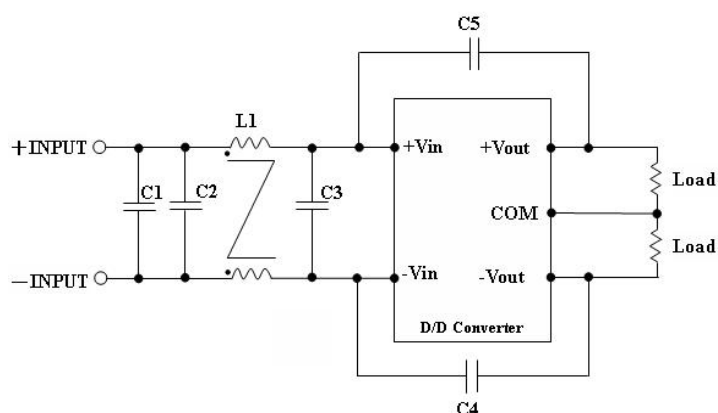 C5
L1
+INPUT
+Vin
+Vout
Load
C1
C2
C3
COM
Load
−INPUT
-Vin
-Vout
D/D Converter
C4